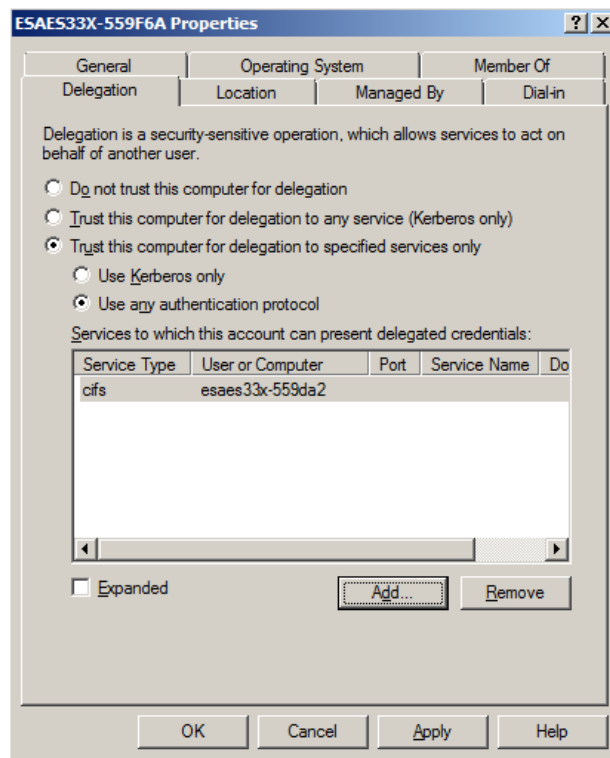 ESAES33X-559F6A Properties
General Operating System Member Of
Delegation Location Managed By Dial-in
Delegation is a security-sensitive operation, which allows services to act on
behalf of another user.
Do not trust this computer for delegation
Trust this computer for delegation to any service (Kerberos only)
Trust this computer for delegation to specified services only
Use Kerberos only
Use any authentication protocol
Services to which this account can present delegated credentials:
Service Type User or Computer Port Service Name Do
cifs esaes33x-559da2
Expanded Add... Remove
OK Cancel Apply Help